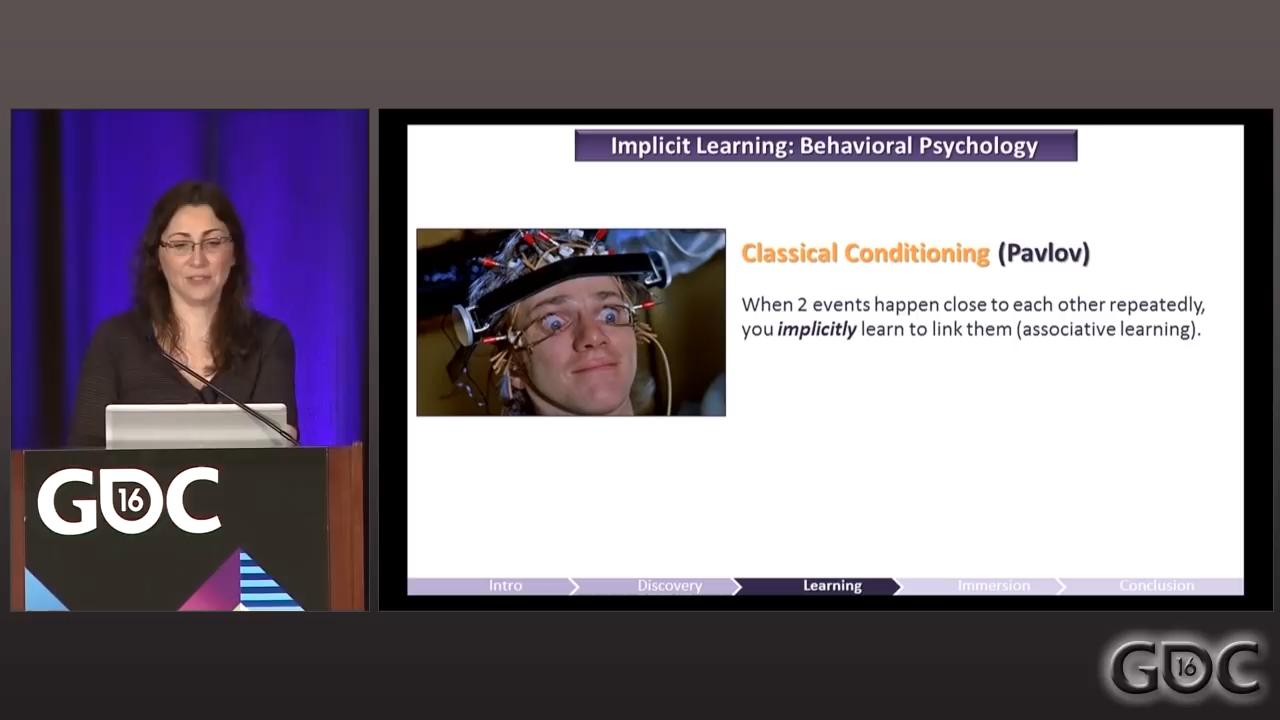 Implicit Learning: Behavioral Psychology
Classical Conditioning (Pavlov)
When 2 events happen close to each other repeatedly,
you implicitly learn to link them (associative learning).
Intro
Discovery
Learning
Immersion
Conclusion
GDC 16
GDC 16